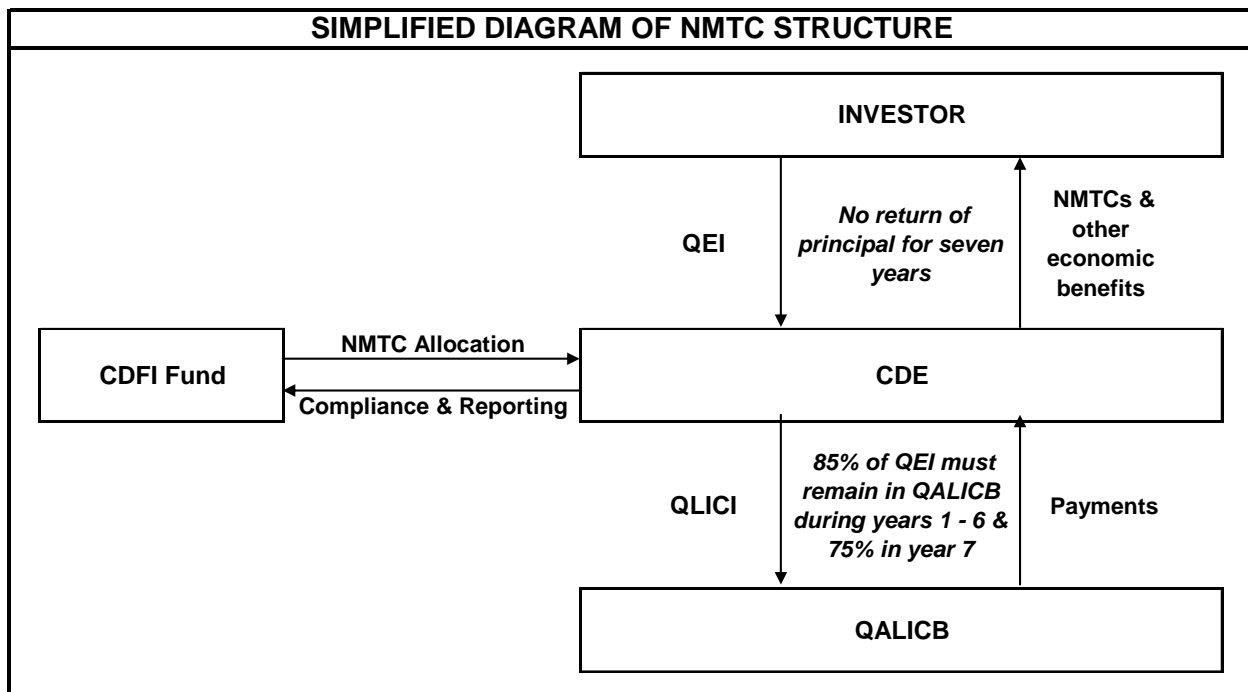 SIMPLIFIED DIAGRAM OF NMTC STRUCTURE
INVESTOR
QEI
No return of
principal for seven
years
NMTCs &
other
economic
benefits
CDFI Fund
NMTC Allocation
Compliance & Reporting
CDE
QLICI
85% of QEI must
remain in QALICB
during years 1 - 6 &
75% in year 7
Payments
QALICB